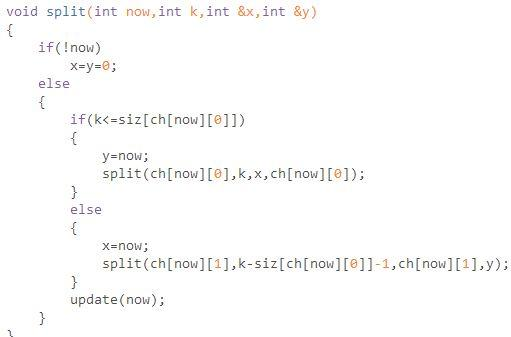 void split(int now,int k,int &x,int &y)
{
    if(!now)
        x=y=0;
    else
    {
        if(k<=siz[ch[now][0]])
        {
            y=now;
            split(ch[now][0],k,x,ch[now][0]);
        }
        else
        {
            x=now;
            split(ch[now][1],k-siz[ch[now][0]]-1,ch[now][1],y);
        }
        update(now);
    }
}